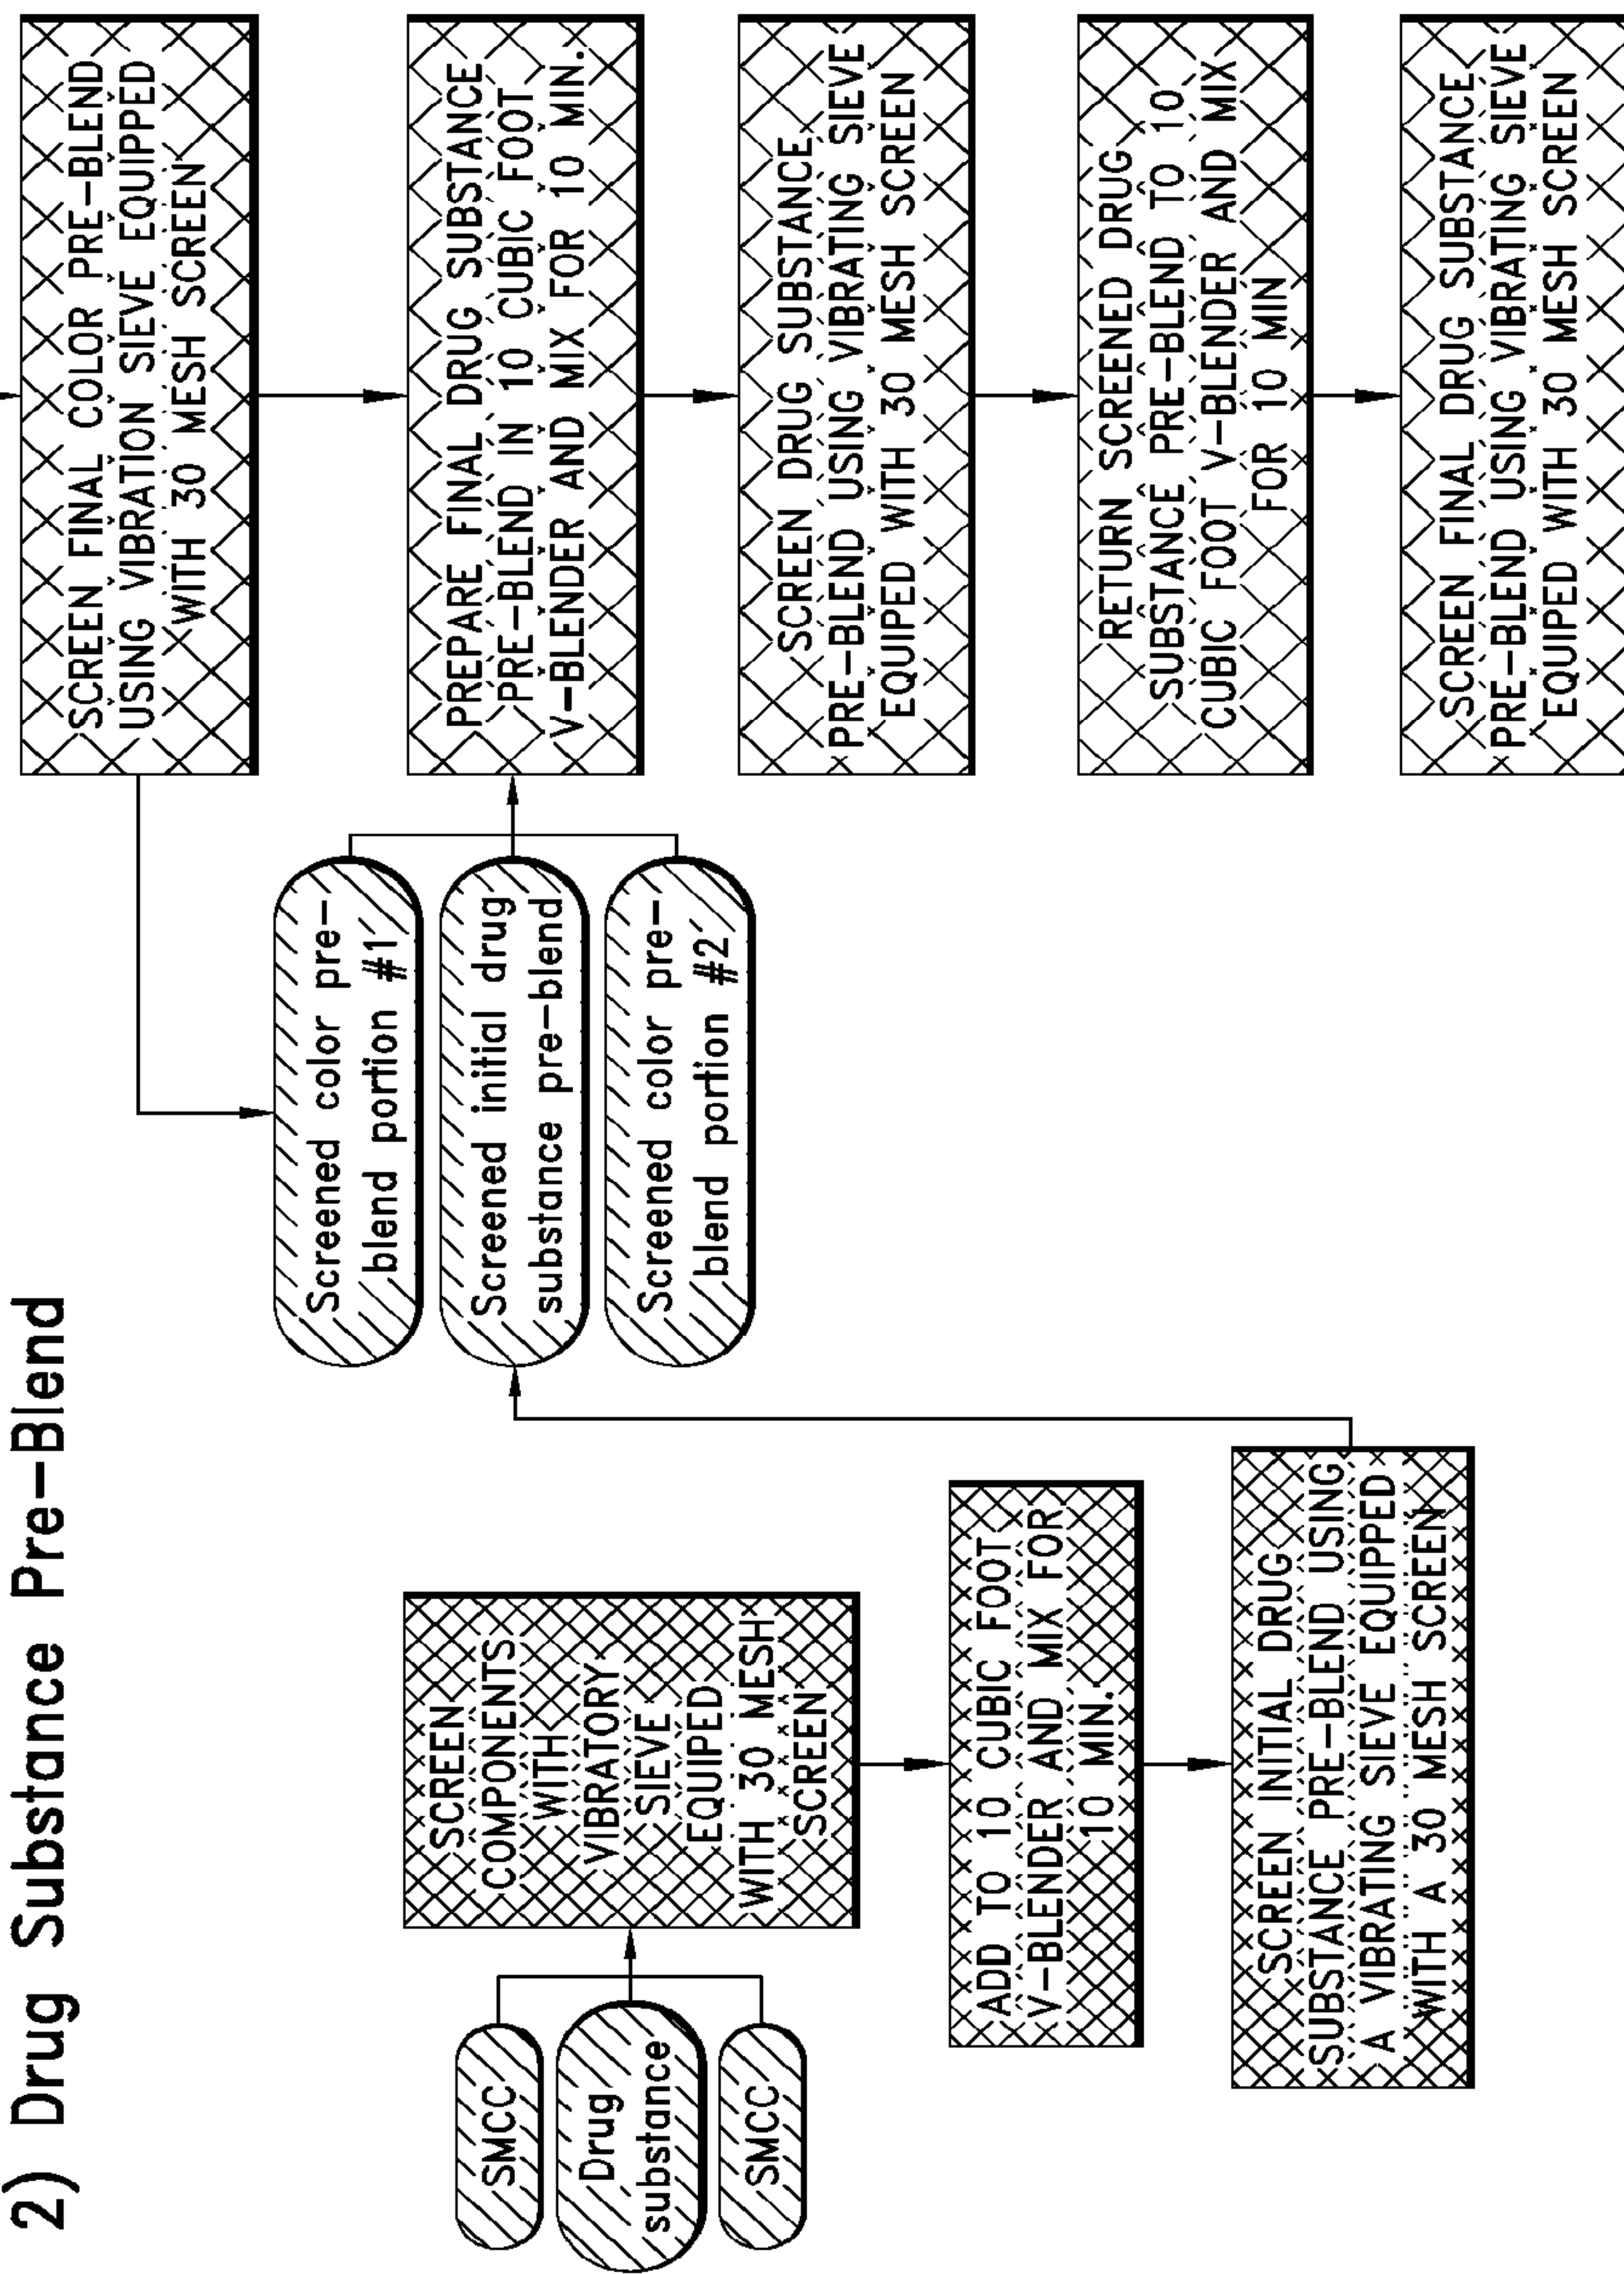 2) Drug Substance Pre-Blend
SCREEN FINAL COLOR PRE-BLEND
USING VIBRATION SIEVE EQUIPPED
WITH 30 MESH SCREEN
Screened color pre-
blend portion #1
Screened initial drug
substance pre-blend
Screened color pre-
blend portion #2
PREPARE FINAL DRUG SUBSTANCE
PRE-BLEND IN 10 CUBIC FOOT
V-BLENDER AND MIX FOR 10 MIN.
SMCC
Drug
substance
SMCC
SCREEN
COMPONENTS
WITH
VIBRATORY
SIEVE
EQUIPPED
WITH 30 MESH
SCREEN
SCREEN DRUG SUBSTANCE
PRE-BLEND USING VIBRATING SIEVE
EQUIPED WITH 30 MESH SCREEN
ADD TO 10 CUBIC FOOT
V-BLENDER AND MIX FOR
10 MIN.
RETURN SCREENED DRUG
SUBSTANCE PRE-BLEND TO 10
CUBIC FOOT V-BLENDER AND MIX
FOR 10 MIN
SCREEN INITIAL DRUG
SUBSTANCE PRE-BLEND USING
A VIBRATING SIEVE EQUIPPED
WITH A 30 MESH SCREEN
SCREEN FINAL DRUG SUBSTANCE
PRE-BLEND USING VIBRATING SIEVE
EQUIPED WITH 30 MESH SCREEN